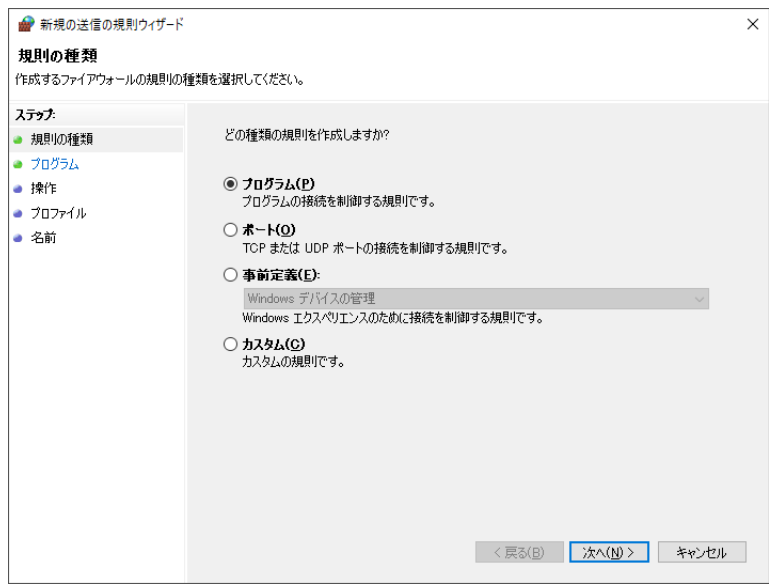 新規の送信の規則ウィザード
規則の種類
作成するファイアウォールの規則の種類を選択してください。
ステップ:
規則の種類
プログラム
操作
プロファイル
名前
どの種類の規則を作成しますか?
プログラム(P)
プログラムの接続を制御する規則です。
ポート(O)
TCP または UDP ポートの接続を制御する規則です。
事前定義(E):
Windows デバイスの管理
Windows エクスペリエンスのために接続を制御する規則です。
カスタム(C)
カスタムの規則です。
< 戻る(B) 次へ(N) > キャンセル